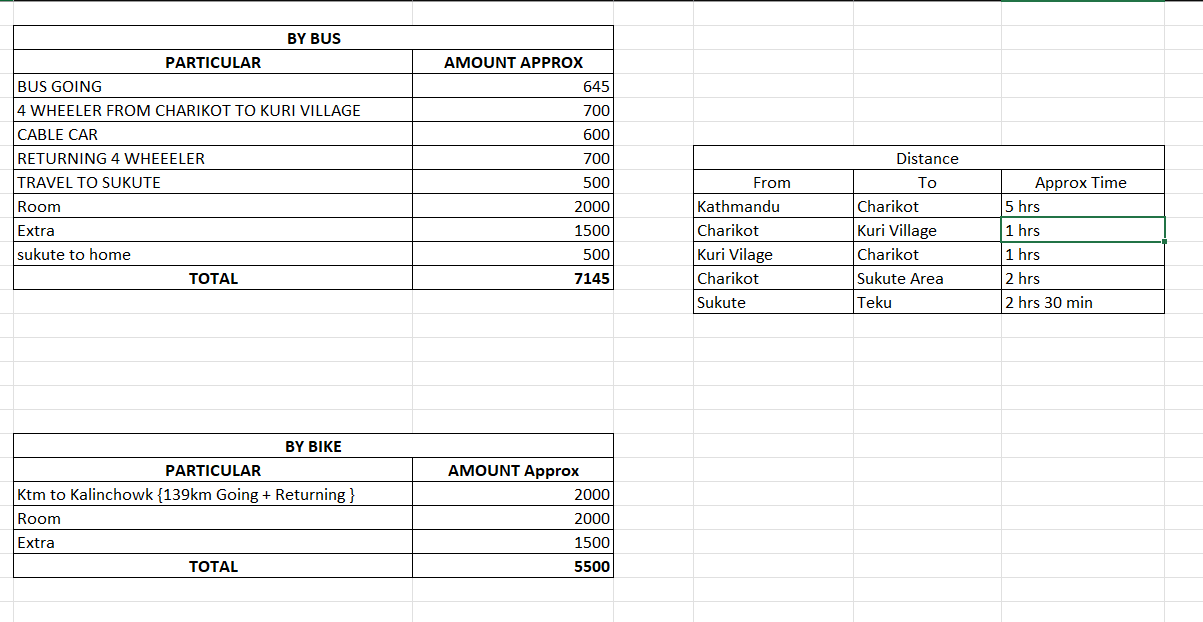 BY BUS
PARTICULAR AMOUNT APPROX
BUS GOING 645
4 WHEELER FROM CHARIKOT TO KURI VILLAGE 700
CABLE CAR 600
RETURNING 4 WHEEELER 700
TRAVEL TO SUKUTE 500
Room 2000
Extra 1500
sukute to home 500
TOTAL 7145
Distance
From To Approx Time
Kathmandu Charikot 5 hrs
Charikot Kuri Village 1 hrs
Kuri Vilage Charikot 1 hrs
Charikot Sukute Area 2 hrs
Sukute Teku 2 hrs 30 min
BY BIKE
PARTICULAR AMOUNT Approx
Ktm to Kalinchowk {139km Going + Returning } 2000
Room 2000
Extra 1500
TOTAL 5500